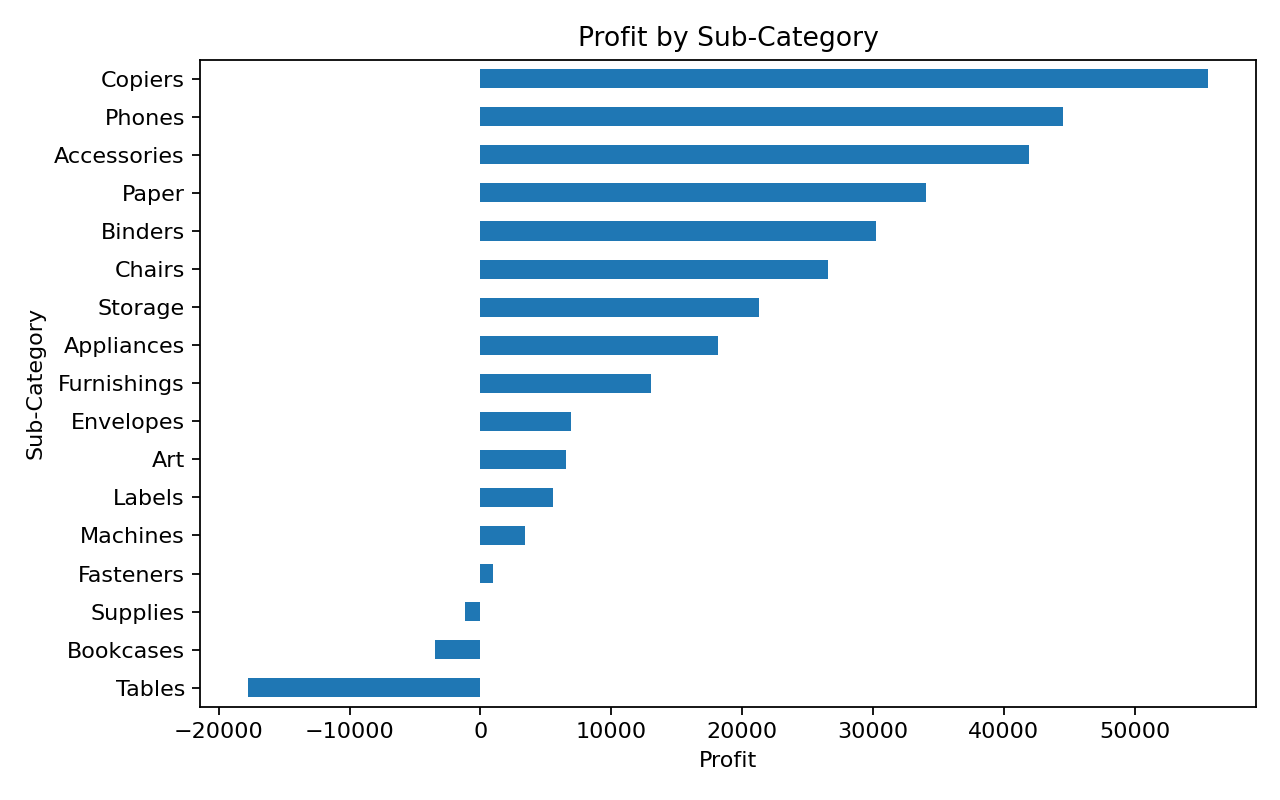 Profit by Sub-Category
Copiers
Phones
Accessories
Paper
Binders
Chairs
Storage
Appliances
Furnishings
Envelopes
Art
Labels
Machines
Fasteners
Supplies
Bookcases
Tables
Sub-Category
−20000 −10000 0 10000 20000 30000 40000 50000
Profit